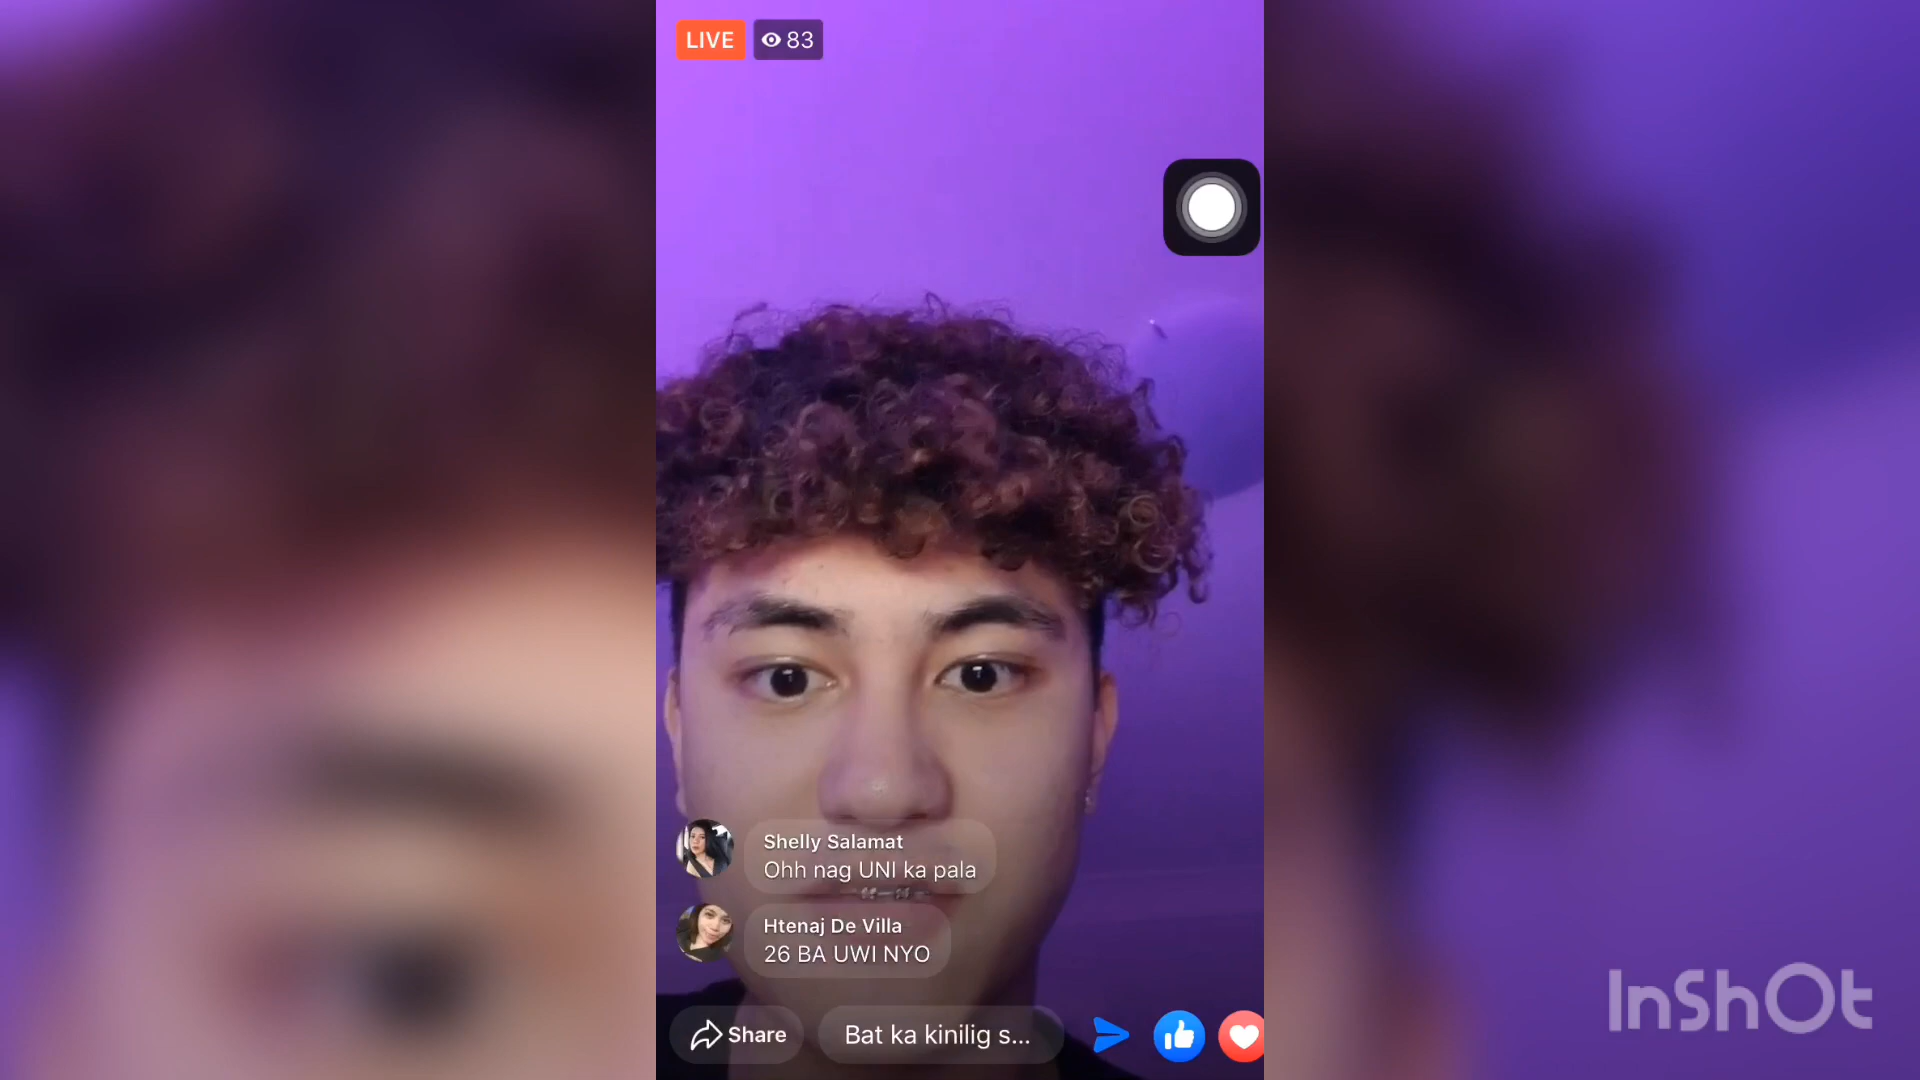 LIVE 83
Shelly Salamat
Ohh nag UNI ka pala
Htenaj De Villa
26 BA UWI NYO
Share Bat ka kinilig s...
InShOt